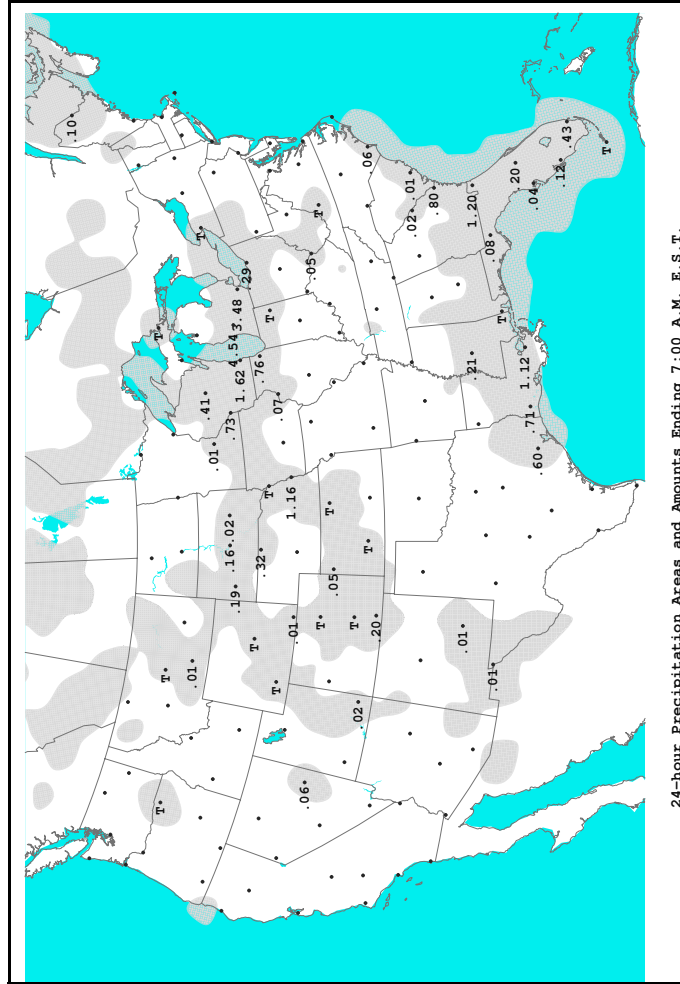 .10
T
T
T
.01
T
.41
.01
.16 .02
.73
4.54
.19
3.48
1.62
.29
T
.76
.32
T
T
T
.07
1.16
.01
.06
.05
T
T
T
.05
T
.02
T
.06
.20
.01
.02
.80
.01
.21
1.20
.08
.01
T
.20
1.12
.71
.04
.60
.12
.43
T
24-hour Precipitation Areas and Amounts Ending 7:00 A.M. E.S.T.